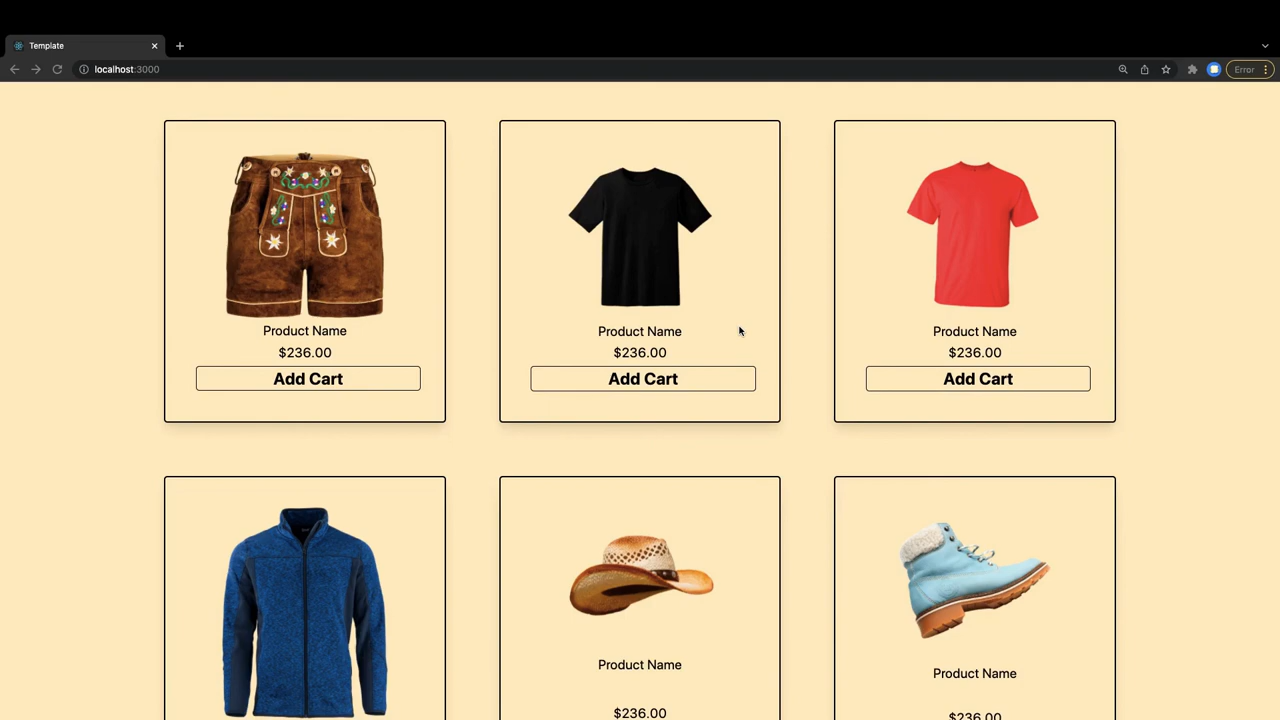 Template
localhost:3000
Error
Product Name
$236.00
Add Cart
Product Name
$236.00
Add Cart
Product Name
$236.00
Add Cart
Product Name
$236.00
Product Name
$236.00